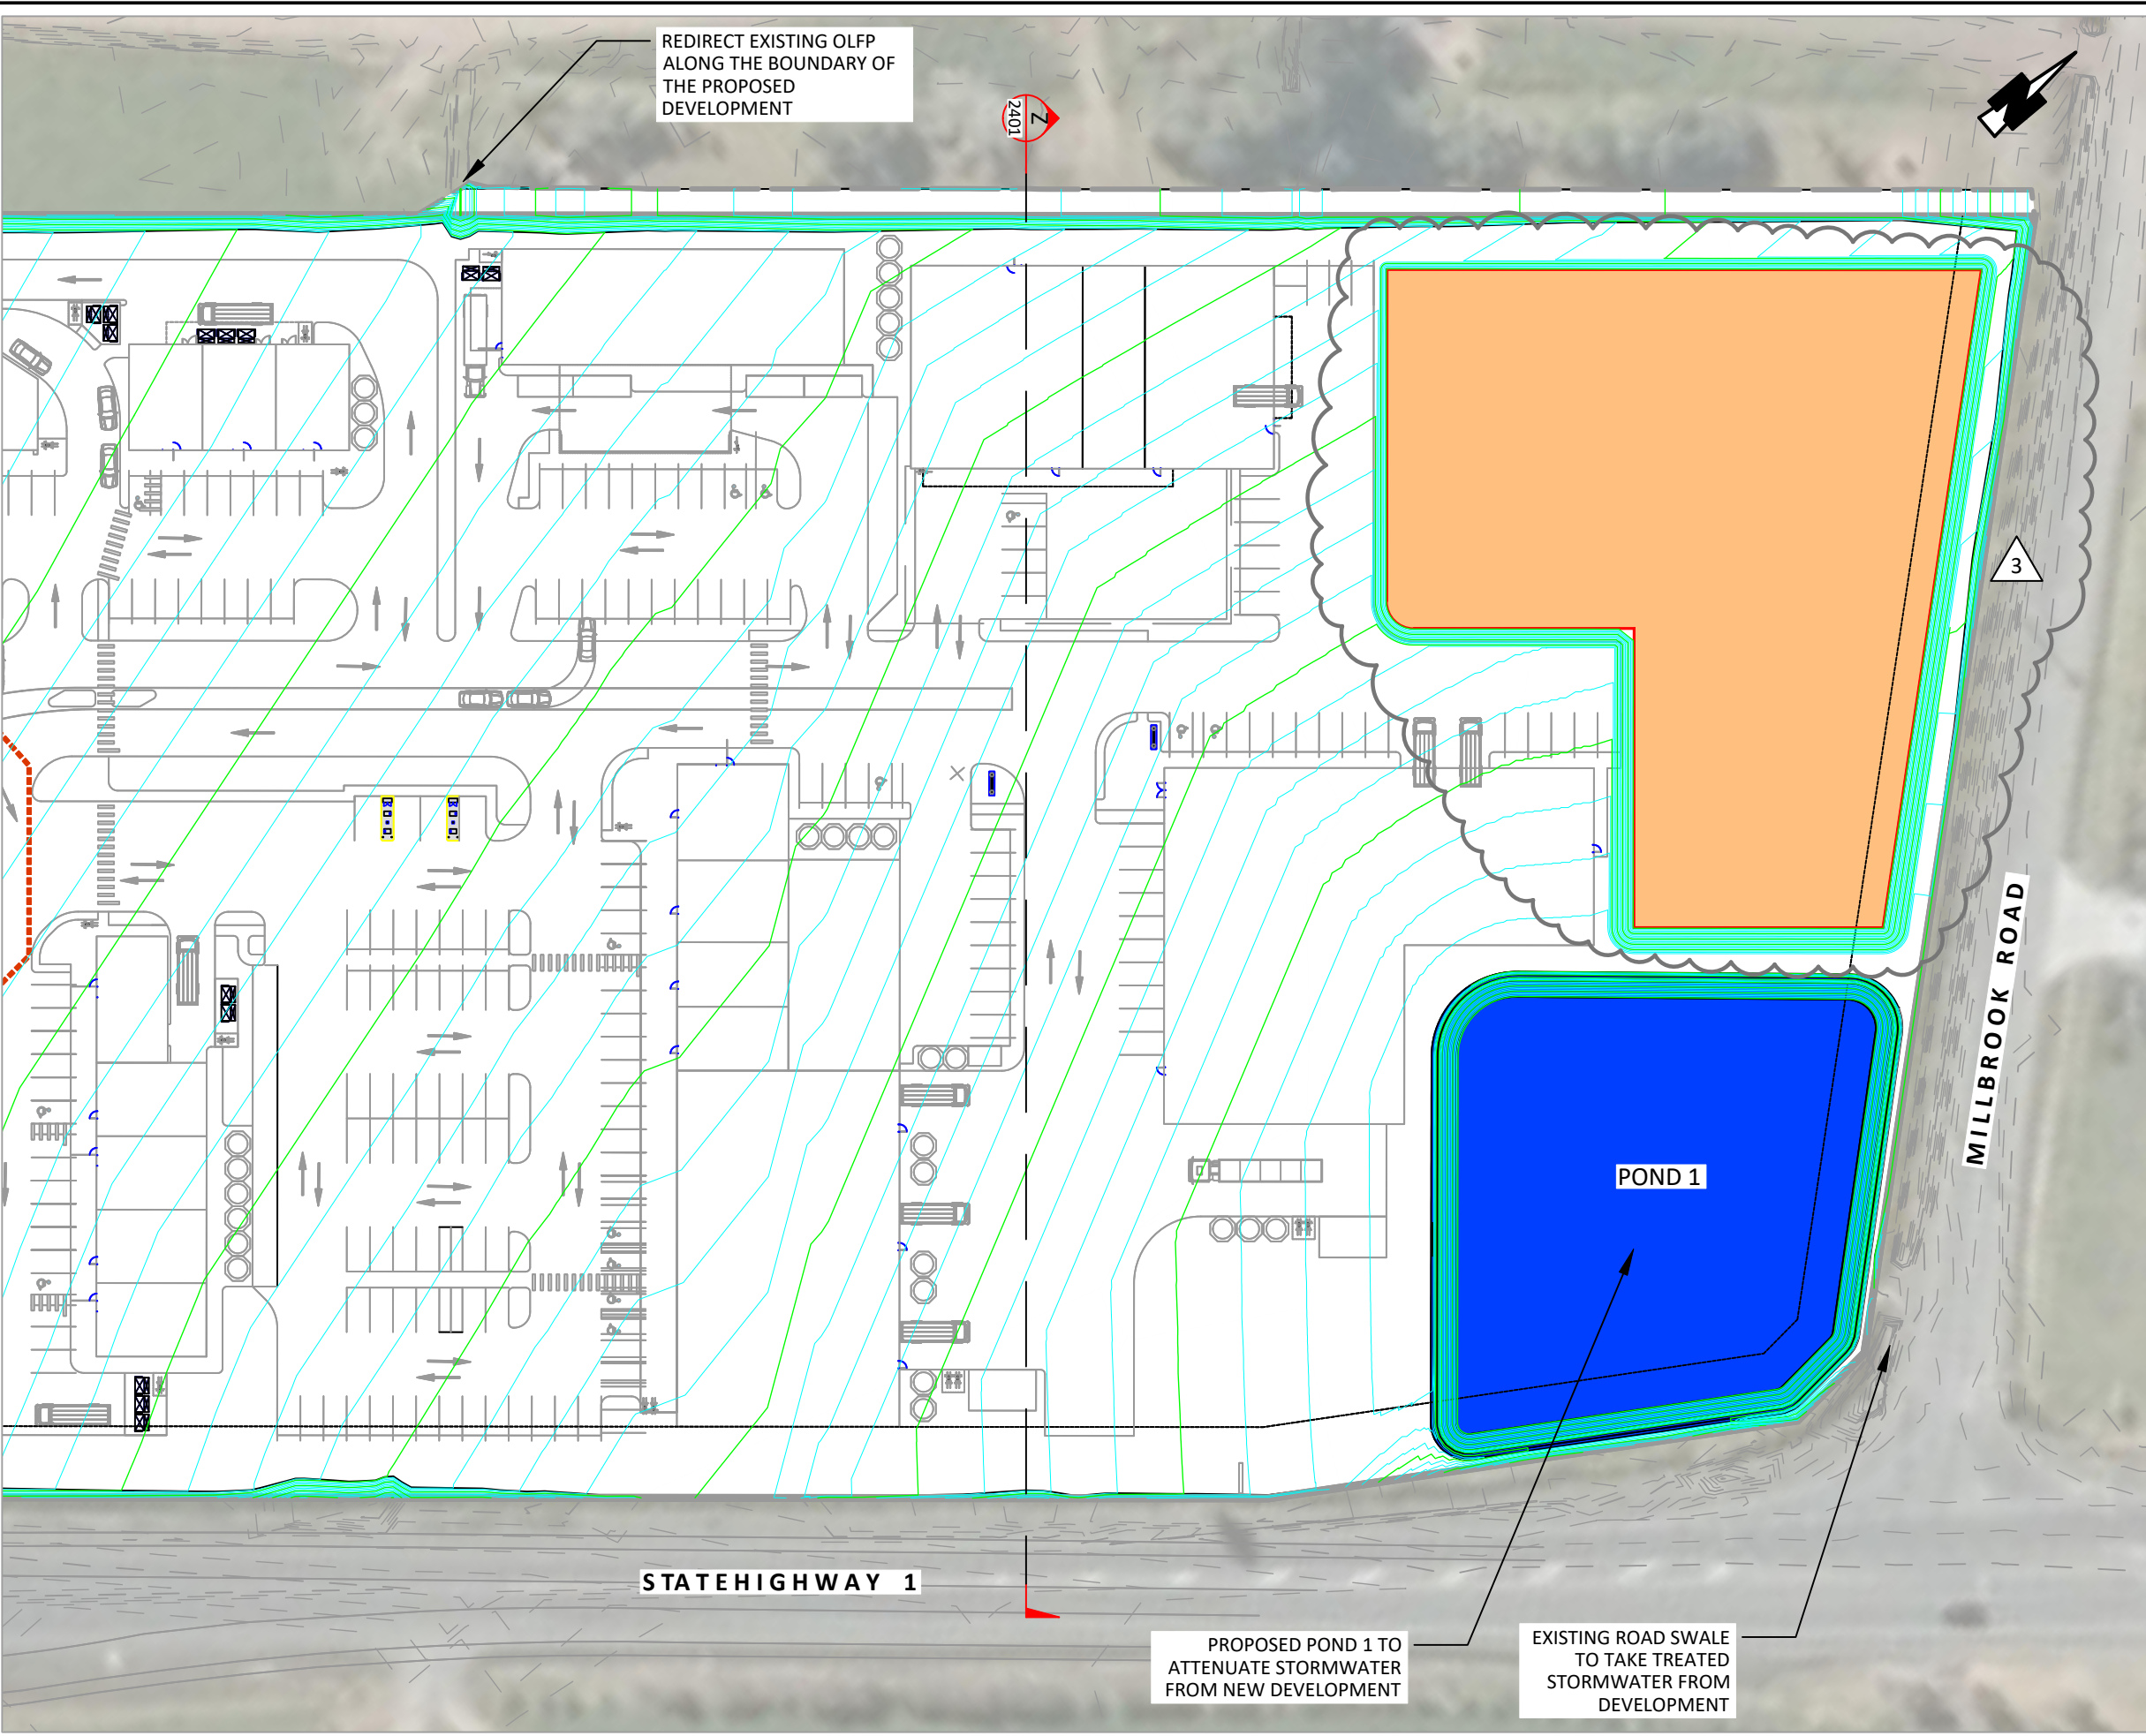 REDIRECT EXISTING OLFP
ALONG THE BOUNDARY OF
THE PROPOSED
DEVELOPMENT
Z
2401
N
3
MILLBROOK ROAD
POND 1
STATEHIGHWAY 1
PROPOSED POND 1 TO
ATTENUATE STORMWATER
FROM NEW DEVELOPMENT
EXISTING ROAD SWALE
TO TAKE TREATED
STORMWATER FROM
DEVELOPMENT